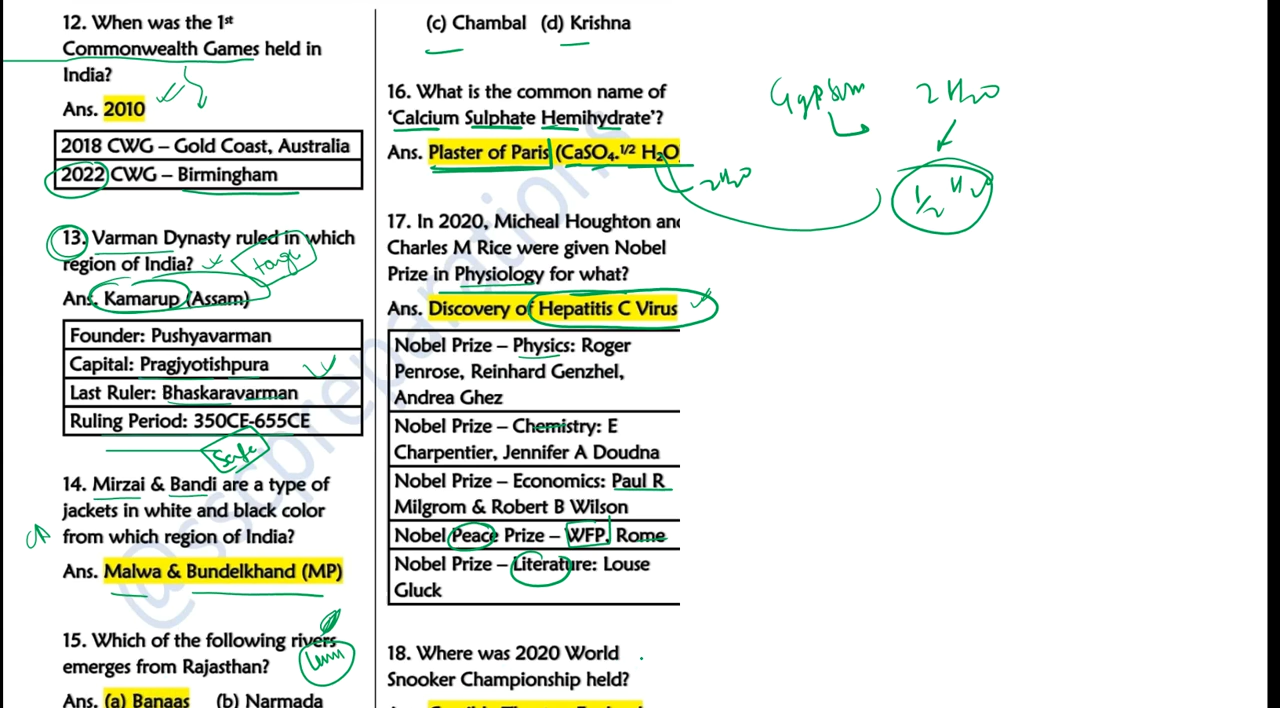 12. When was the 1st
Commonwealth Games held in
India?
Ans. 2010
2018 CWG – Gold Coast, Australia
2022 CWG – Birmingham
13. Varman Dynasty ruled in which
region of India?
Ans. Kamarup (Assam)
Founder: Pushyavarman
Capital: Pragjyotishpura
Last Ruler: Bhaskaravarman
Ruling Period: 350CE-655CE
Safe
14. Mirzai & Bandi are a type of
jackets in white and black color
from which region of India?
Ans. Malwa & Bundelkhand (MP)
15. Which of the following rivers
emerges from Rajasthan?
Ans. (a) Banaas (b) Narmada
(c) Chambal (d) Krishna
16. What is the common name of
‘Calcium Sulphate Hemihydrate’?
Ans. Plaster of Paris (CaSO4.1/2 H2O
2H2O
17. In 2020, Micheal Houghton and
Charles M Rice were given Nobel
Prize in Physiology for what?
Ans. Discovery of Hepatitis C Virus
Nobel Prize – Physics: Roger
Penrose, Reinhard Genzhel,
Andrea Ghez
Nobel Prize – Chemistry: E
Charpentier, Jennifer A Doudna
Nobel Prize – Economics: Paul R
Milgrom & Robert B Wilson
Nobel Peace Prize – WFP, Rome
Nobel Prize – Literature: Louse
Gluck
18. Where was 2020 World
Snooker Championship held?
Gypsum 2H2O
1/2 H2O
@sscpreparations